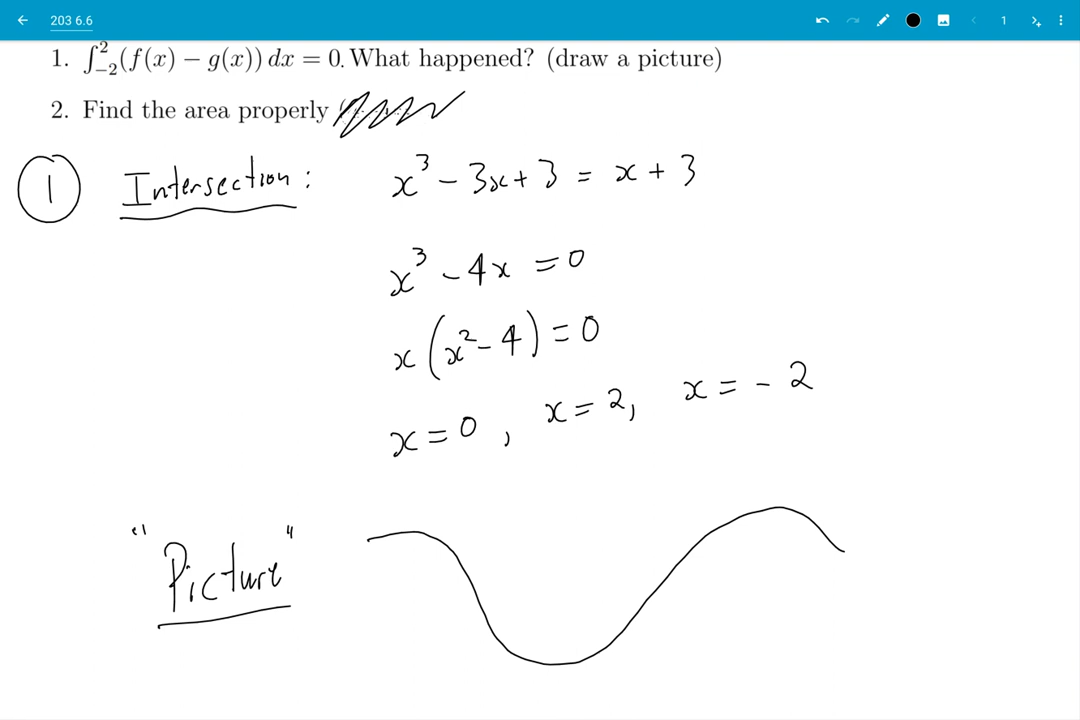 203 6.6
1
1. ∫_{-2}^{2}(f(x) − g(x)) dx = 0. What happened? (draw a picture)
2. Find the area properly
1 Intersection: x³ − 3x + 3 = x + 3
x³ − 4x = 0
x(x² − 4) = 0
x = 0, x = 2, x = −2
"Picture"